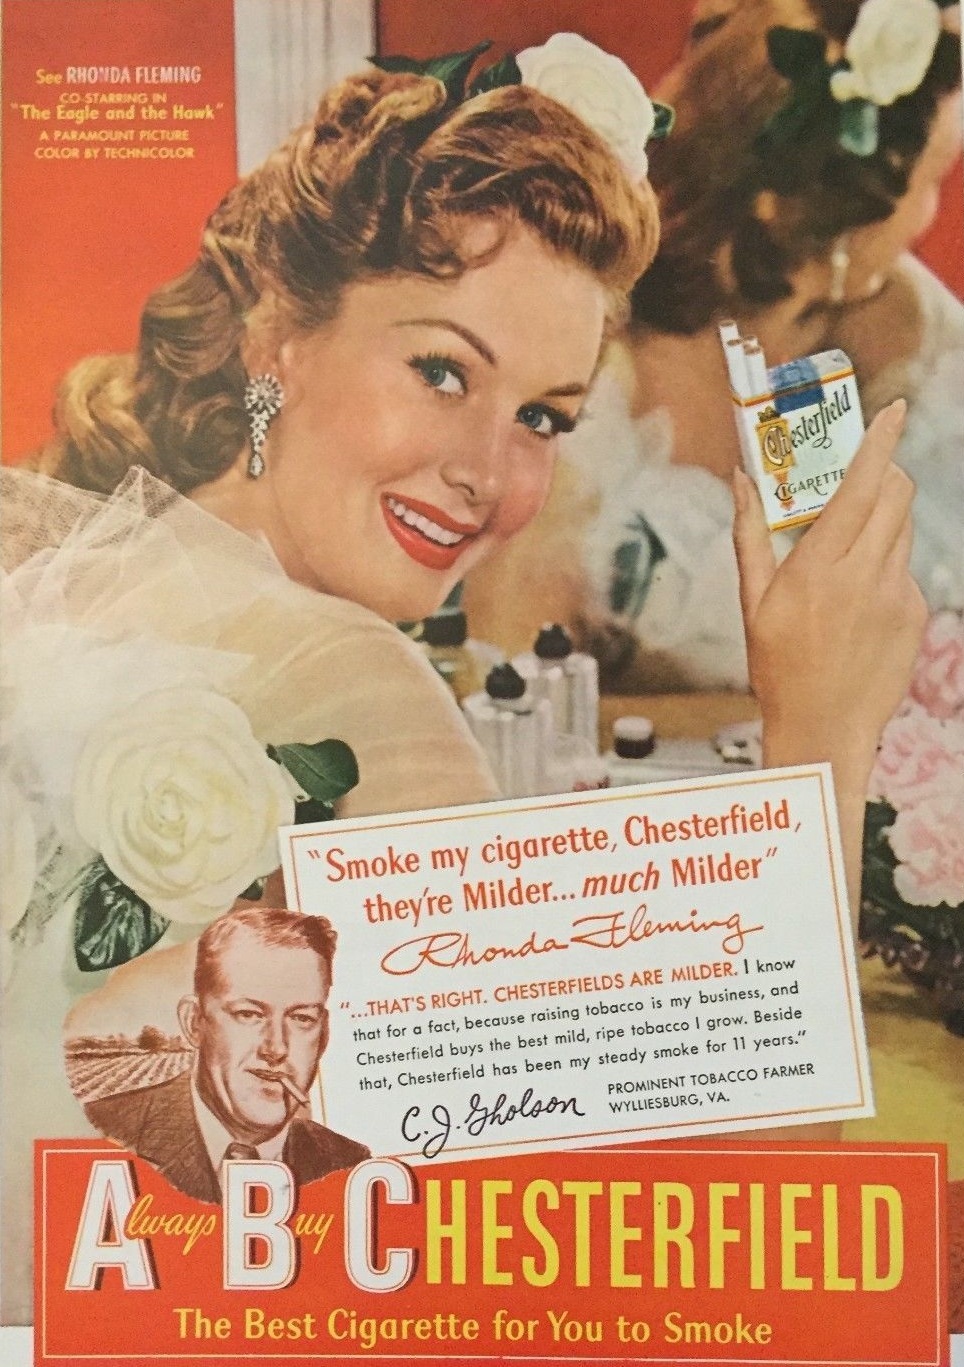 See RHONDA FLEMING
CO-STARRING IN
"The Eagle and the Hawk"
A PARAMOUNT PICTURE
COLOR BY TECHNICOLOR
Chesterfield
CIGARETTE
"Smoke my cigarette, Chesterfield,
they're Milder...much Milder"
Rhonda Fleming
"...THAT'S RIGHT. CHESTERFIELDS ARE MILDER. I know
that for a fact, because raising tobacco is my business, and
Chesterfield buys the best mild, ripe tobacco I grow. Beside
that, Chesterfield has been my steady smoke for 11 years."
C.J. Gholson
PROMINENT TOBACCO FARMER
WYLLIESBURG, VA.
Always Buy CHESTERFIELD
The Best Cigarette for You to Smoke